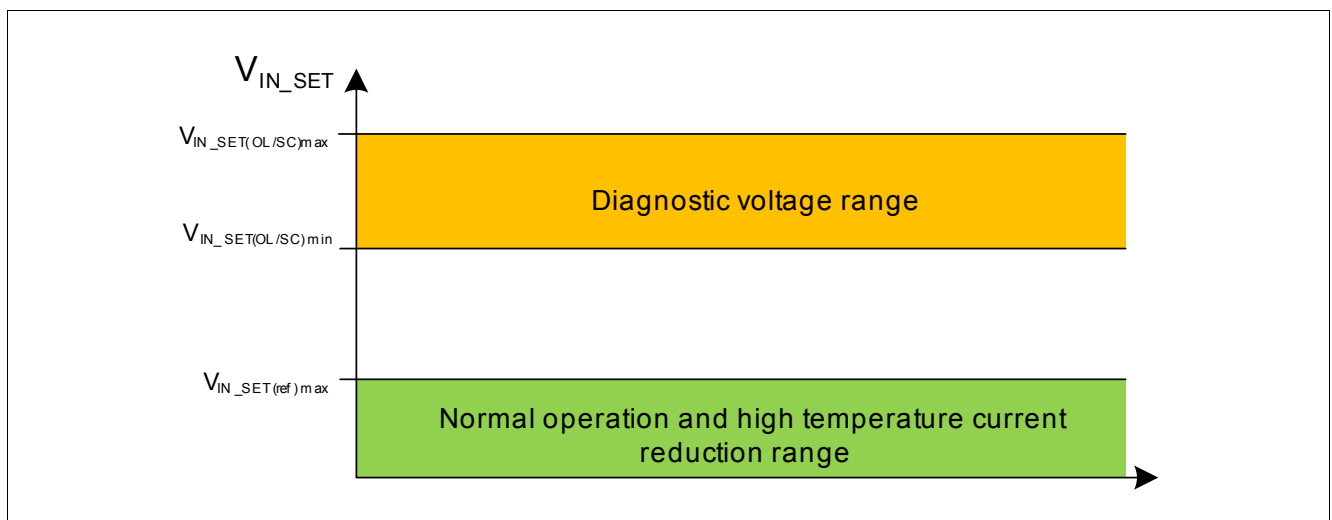 VIN_SET
VIN_SET(OL/SC)max
Diagnostic voltage range
VIN_SET(OL/SC)min
VIN_SET(ref)max
Normal operation and high temperature current
reduction range